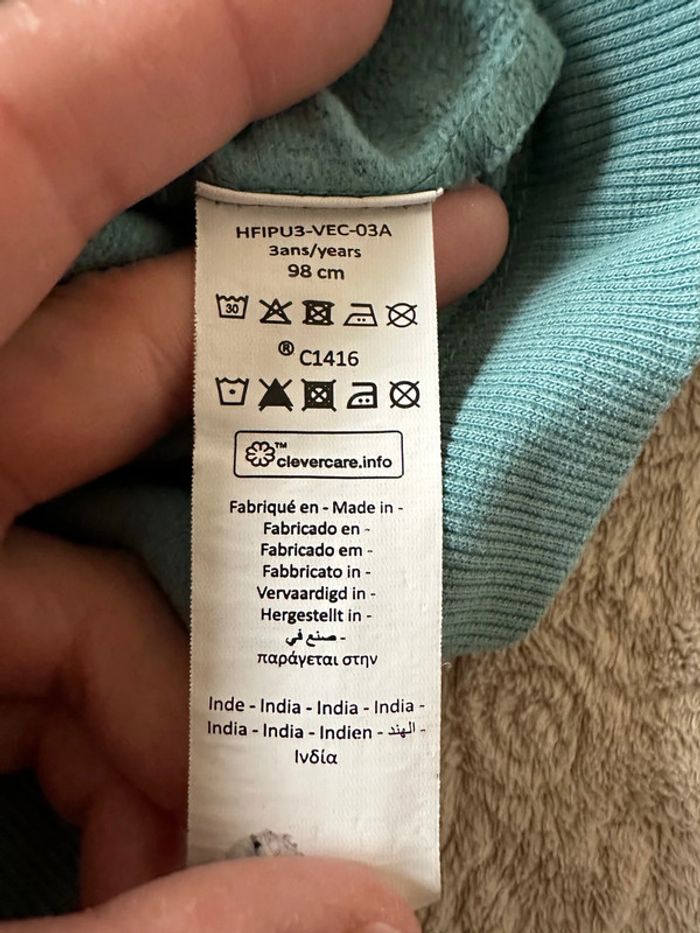 HFIPU3-VEC-03A
3ans/years
98 cm
30
® C1416
™ clevercare.info
Fabriqué en - Made in -
Fabricado en -
Fabricado em -
Fabbricato in -
Vervaardigd in -
Hergestellt in -
صنع في -
παράγεται στην
Inde - India - India - India -
India - India - Indien - الهند -
Ινδία